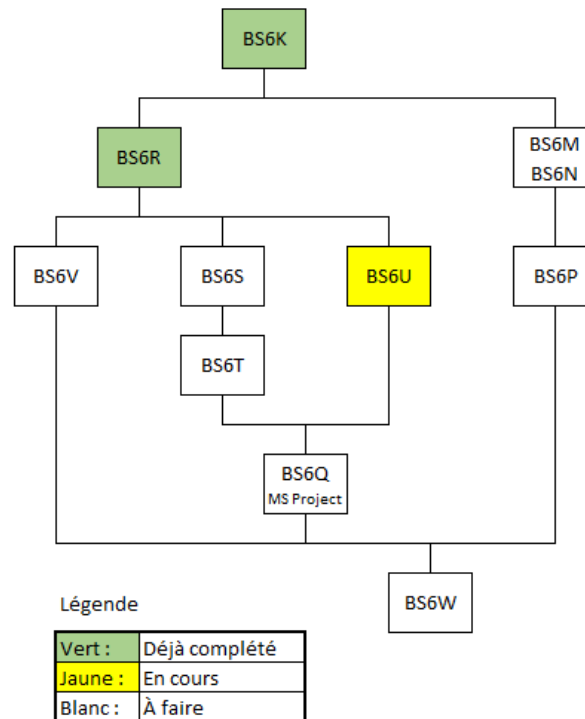 BS6K
BS6R
BS6M
BS6N
BS6V
BS6S
BS6U
BS6P
BS6T
BS6Q
MS Project
BS6W
Légende
Vert : Déjà complété
Jaune : En cours
Blanc : À faire